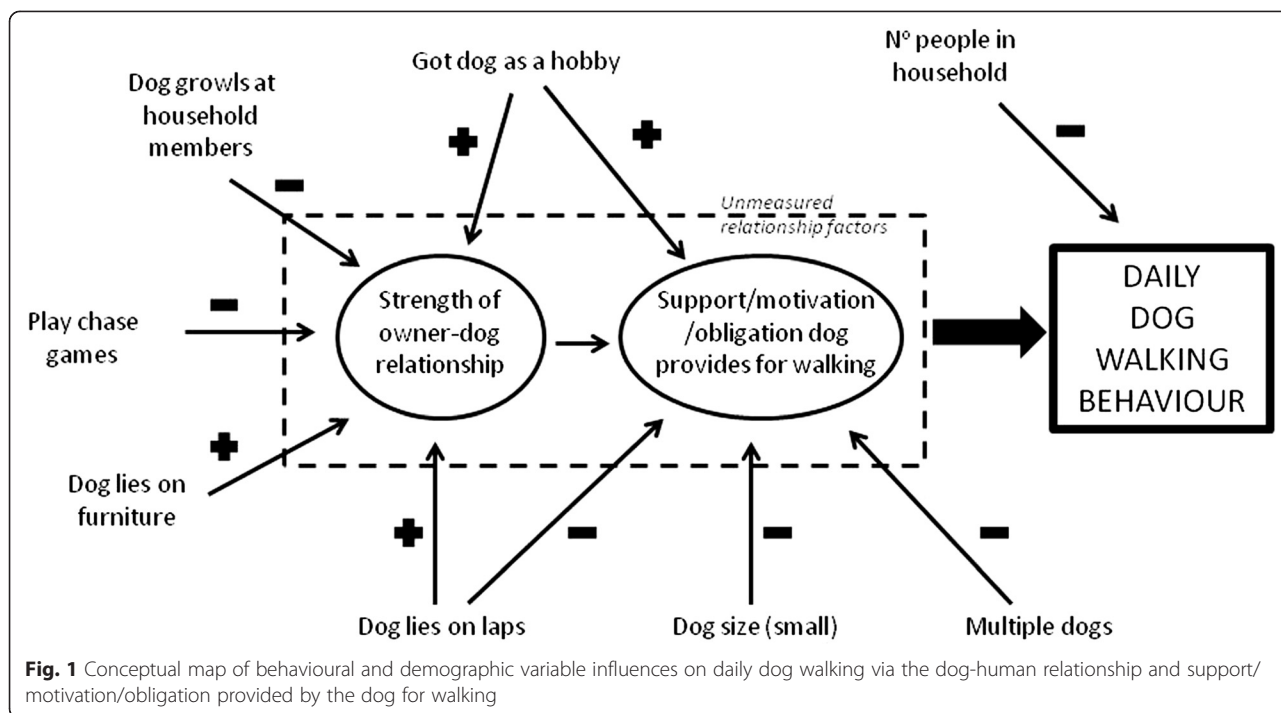 Got dog as a hobby
Nº people in
household
Dog growls at
household
members
+
+
−
−
Unmeasured
relationship factors
Strength of
owner-dog
relationship
Support/motivation
/obligation dog
provides for walking
DAILY
DOG
WALKING
BEHAVIOUR
−
Play chase
games
+
Dog lies on
furniture
+
−
−
−
Dog lies on laps
Dog size (small)
Multiple dogs
Fig. 1 Conceptual map of behavioural and demographic variable influences on daily dog walking via the dog-human relationship and support/
motivation/obligation provided by the dog for walking